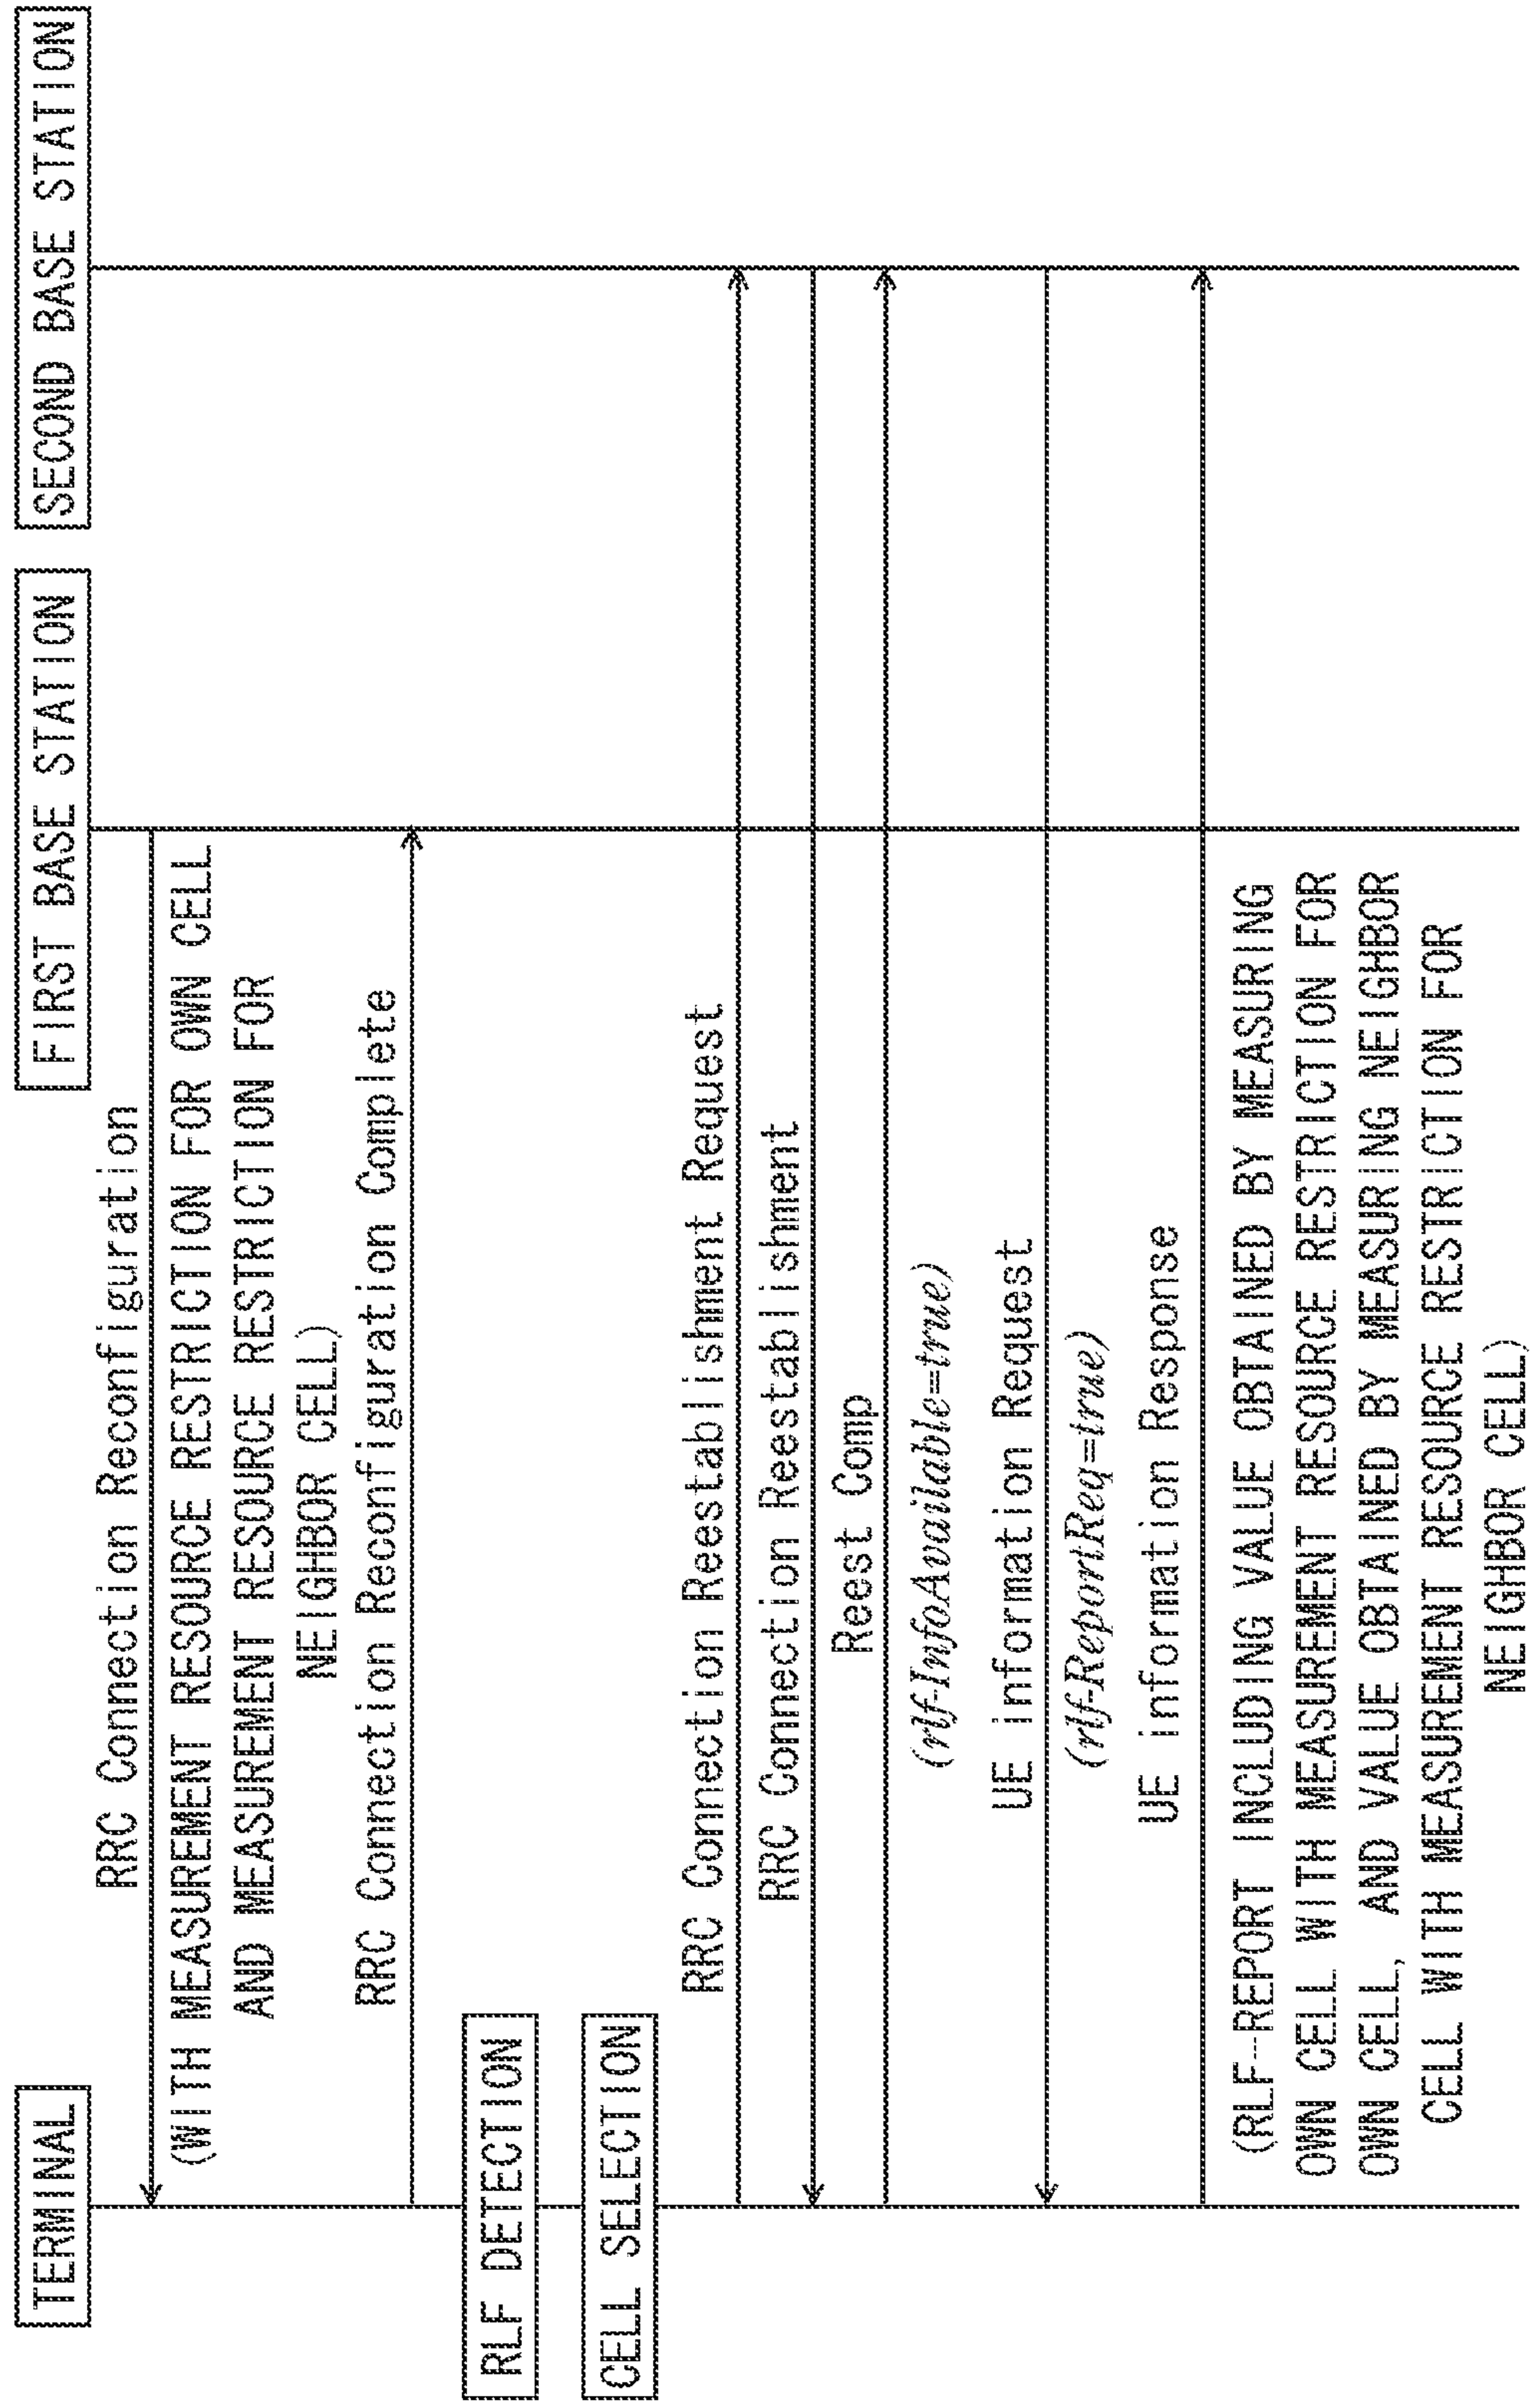 TERMINAL
FIRST BASE STATION
SECOND BASE STATION
RRC Connection Reconfiguration
(WITH MEASUREMENT RESOURCE RESTRICTION FOR OWN CELL
AND MEASUREMENT RESOURCE RESTRICTION FOR
NEIGHBOR CELL)
RRC Connection Reconfiguration Complete
RLF DETECTION
CELL SELECTION
RRC Connection Reestablishment Request
RRC Connection Reestablishment
Reest Comp
(rlf-InfoAvailable=true)
UE information Request
(rlf-ReportReq=true)
UE information Response
(RLF--REPORT INCLUDING VALUE OBTAINED BY MEASURING
OWN CELL WITH MEASUREMENT RESOURCE RESTRICTION FOR
OWN CELL, AND VALUE OBTAINED BY MEASURING NEIGHBOR
CELL WITH MEASUREMENT RESOURCE RESTRICTION FOR
NEIGHBOR CELL)